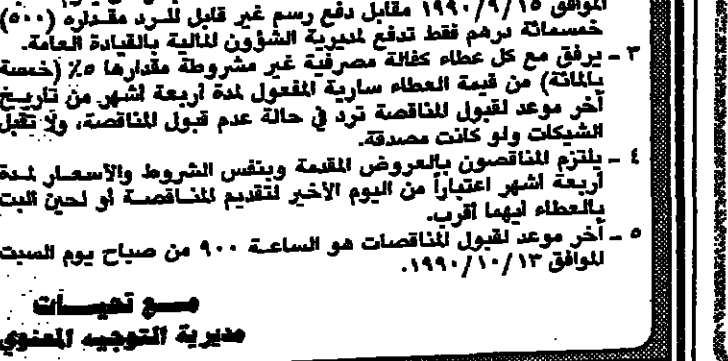 الموافق ١٩٩٠/٩/١٥ مقابل دفع رسم غير قابل للرد مقداره (٥٠٠)
خمسمائة درهم فقط تدفع لمديرية الشؤون المالية بالقيادة العامة.
٣ ـ يرفق مع كل عطاء كفالة مصرفية غير مشروطة مقدارها ٥٪ (خمسة
بالمائة) من قيمة العطاء سارية المفعول لمدة أربعة أشهر من تاريخ
آخر موعد لقبول المناقصة ترد في حالة عدم قبول المناقصة، ولا تقبل
الشيكات ولو كانت مصدقة.
٤ ـ يلتزم المناقصون بالعروض المقدمة وبنفس الشروط والأسعار لمدة
أربعة أشهر اعتباراً من اليوم الأخير لتقديم المناقصة أو لحين البت
بالعطاء أيهما أقرب.
٥ ـ آخر موعد لقبول المناقصات هو الساعة ٩٠٠ من صباح يوم السبت
الموافق ١٩٩٠/١٠/١٣.
مع تحيات
مديرية التوجيه المعنوي